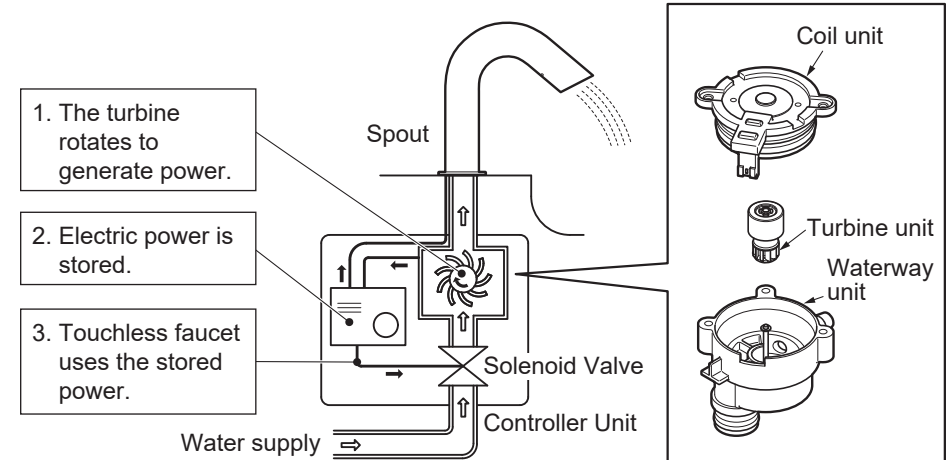 1. The turbine
rotates to
generate power.
2. Electric power is
stored.
3. Touchless faucet
uses the stored
power.
Spout
Solenoid Valve
Controller Unit
Water supply
Coil unit
Turbine unit
Waterway
unit